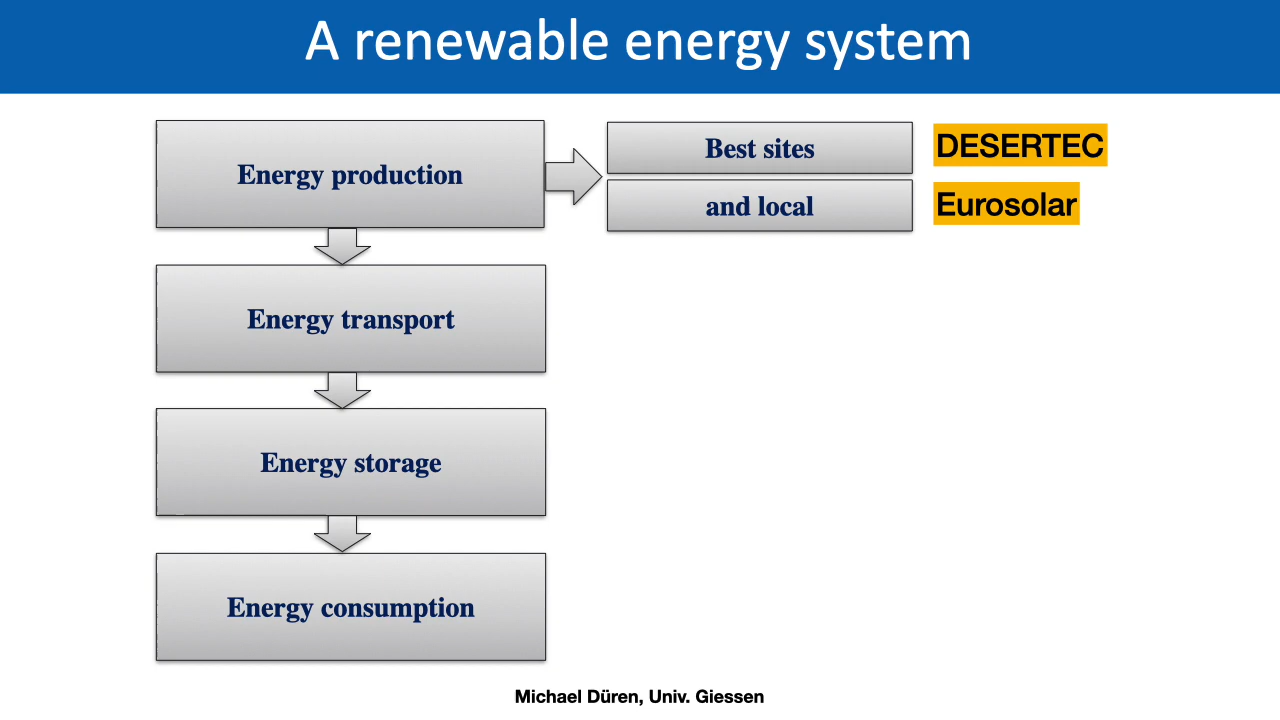 A renewable energy system
Energy production
Best sites
DESERTEC
and local
Eurosolar
Energy transport
Energy storage
Energy consumption
Michael Düren, Univ. Giessen